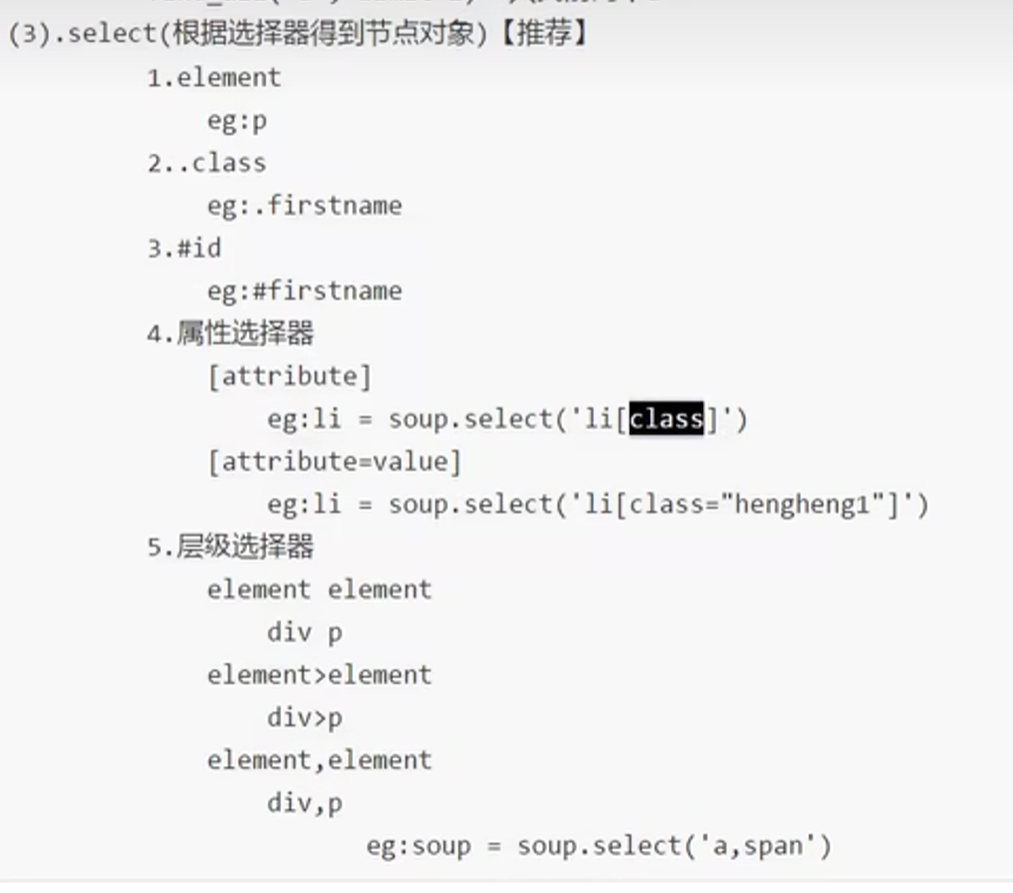 (3).select(根据选择器得到节点对象)【推荐】
1.element
eg:p
2..class
eg:.firstname
3.#id
eg:#firstname
4.属性选择器
[attribute]
eg:li = soup.select('li[class]')
[attribute=value]
eg:li = soup.select('li[class="hengheng1"]')
5.层级选择器
element element
div p
element>element
div>p
element,element
div,p
eg:soup = soup.select('a,span')